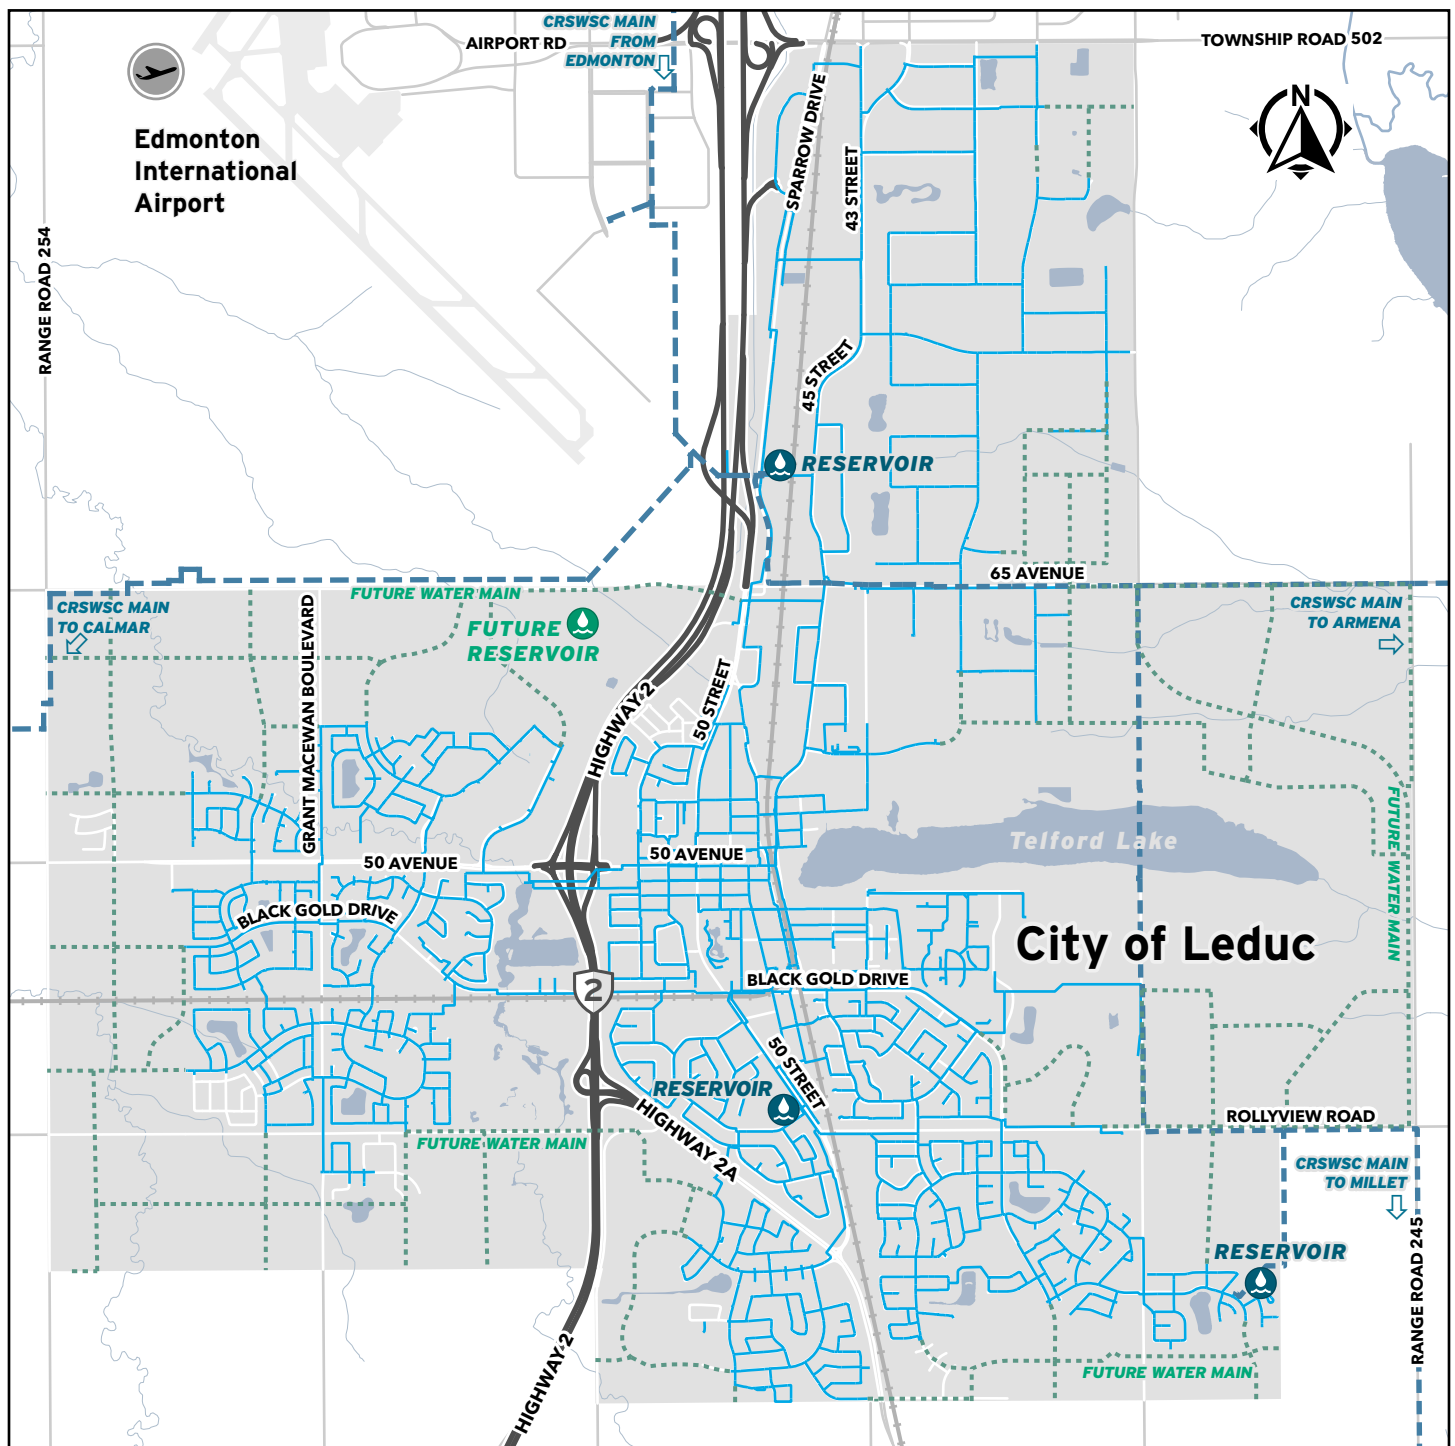 CRSWSC MAIN
FROM
EDMONTON
AIRPORT RD
TOWNSHIP ROAD 502
N
Edmonton
International
Airport
SPARROW DRIVE
43 STREET
RANGE ROAD 254
45 STREET
RESERVOIR
65 AVENUE
CRSWSC MAIN
TO CALMAR
FUTURE WATER MAIN
FUTURE
RESERVOIR
CRSWSC MAIN
TO ARMENA
GRANT MACEWAN BOULEVARD
HIGHWAY 2
50 STREET
FUTURE WATER MAIN
Telford Lake
50 AVENUE
50 AVENUE
BLACK GOLD DRIVE
City of Leduc
BLACK GOLD DRIVE
2
50 STREET
RESERVOIR
HIGHWAY 2A
FUTURE WATER MAIN
ROLLYVIEW ROAD
CRSWSC MAIN
TO MILLET
RESERVOIR
RANGE ROAD 245
FUTURE WATER MAIN
HIGHWAY 2